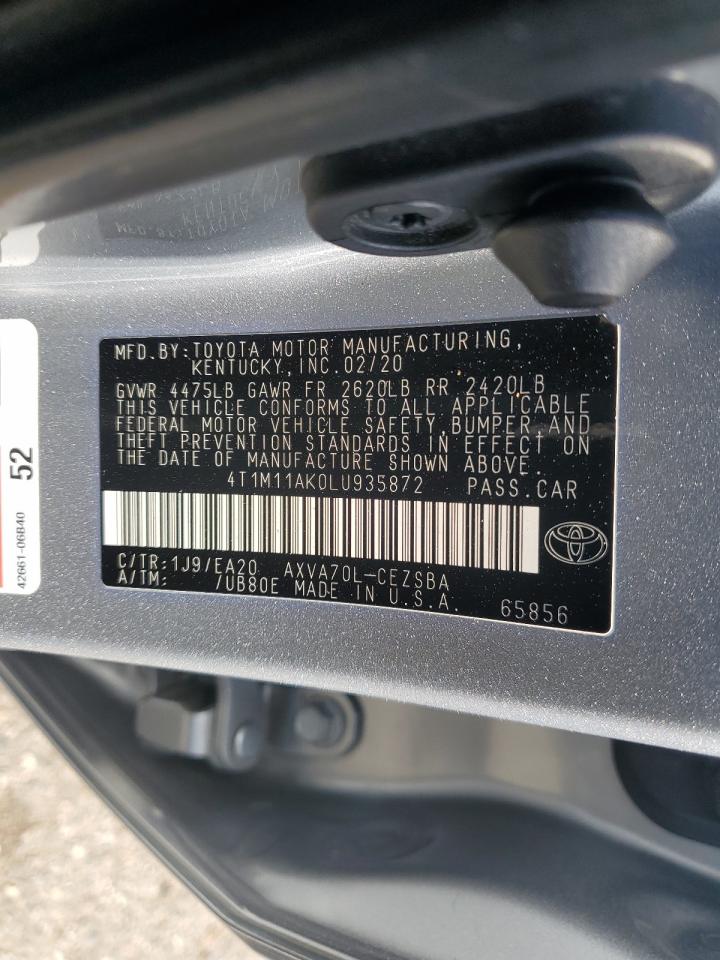 MFD.BY:TOYOTA MOTOR MANUFACTURING,
KENTUCKY,INC.02/20
GVWR 4475LB GAWR FR 2620LB RR 2420LB
THIS VEHICLE CONFORMS TO ALL APPLICABLE
FEDERAL MOTOR VEHICLE SAFETY,BUMPER,AND
THEFT PREVENTION STANDARDS IN EFFECT ON
THE DATE OF MANUFACTURE SHOWN ABOVE.
4T1M11AK0LU935872 PASS.CAR
C/TR:1J9/EA20 AXVA70L-CEZSBA
A/TM: /UB80E MADE IN U.S.A. 65856
52
42661-06B40